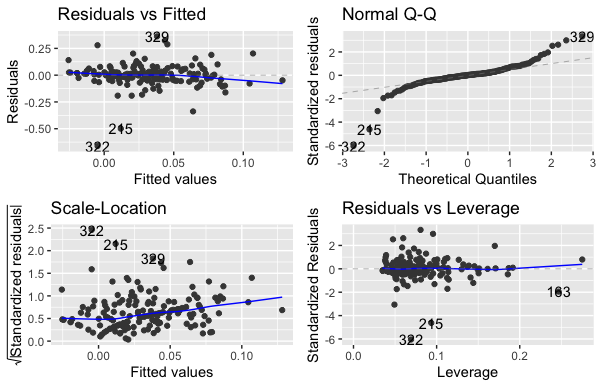 Residuals vs Fitted
Residuals
0.25
0.00
-0.25
-0.50
329
215
322
0.00 0.05 0.10
Fitted values
Normal Q-Q
Standardized residuals
2
0
-2
-4
-6
329
215
322
-3 -2 -1 0 1 2 3
Theoretical Quantiles
Scale-Location
√|Standardized residuals|
2.5
2.0
1.5
1.0
0.5
0.0
322
215
329
0.00 0.05 0.10
Fitted values
Residuals vs Leverage
Standardized Residuals
2
0
-2
-4
-6
163
215
322
0.0 0.1 0.2
Leverage